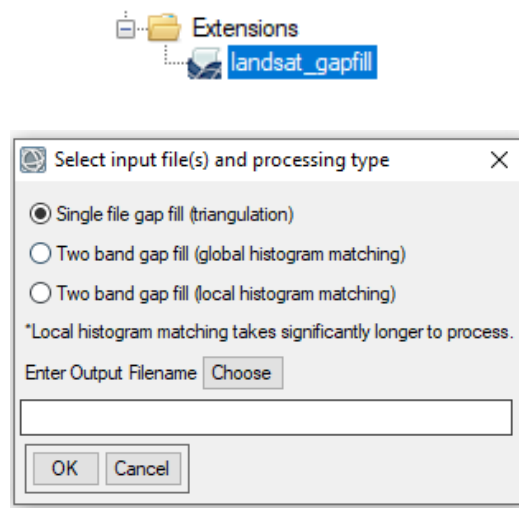 Extensions
landsat_gapfill
Select input file(s) and processing type
Single file gap fill (triangulation)
Two band gap fill (global histogram matching)
Two band gap fill (local histogram matching)
*Local histogram matching takes significantly longer to process.
Enter Output Filename Choose
OK Cancel